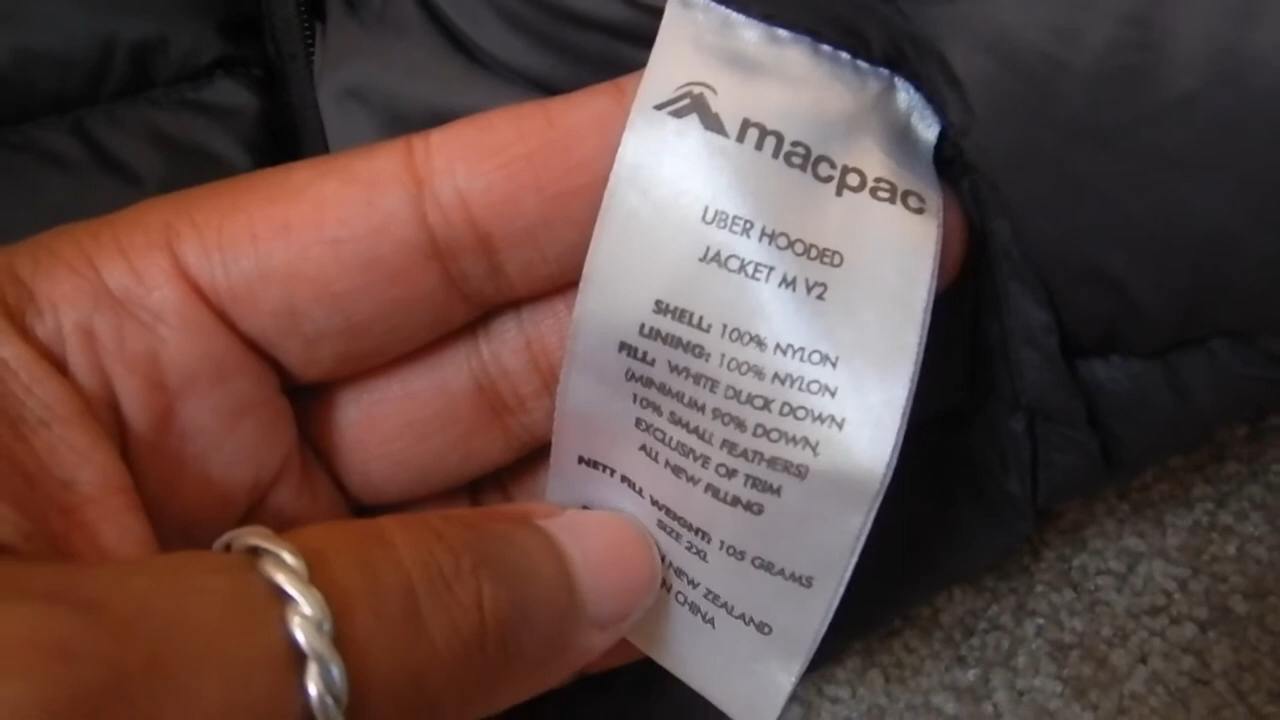 macpac
UBER HOODED
JACKET M V2
SHELL: 100% NYLON
LINING: 100% NYLON
FILL: WHITE DUCK DOWN
(MINIMUM 90% DOWN,
10% SMALL FEATHERS)
EXCLUSIVE OF TRIM
ALL NEW FILLING
NETT FILL WEIGHT: 105 GRAMS
SIZE 2XL
NEW ZEALAND
CHINA